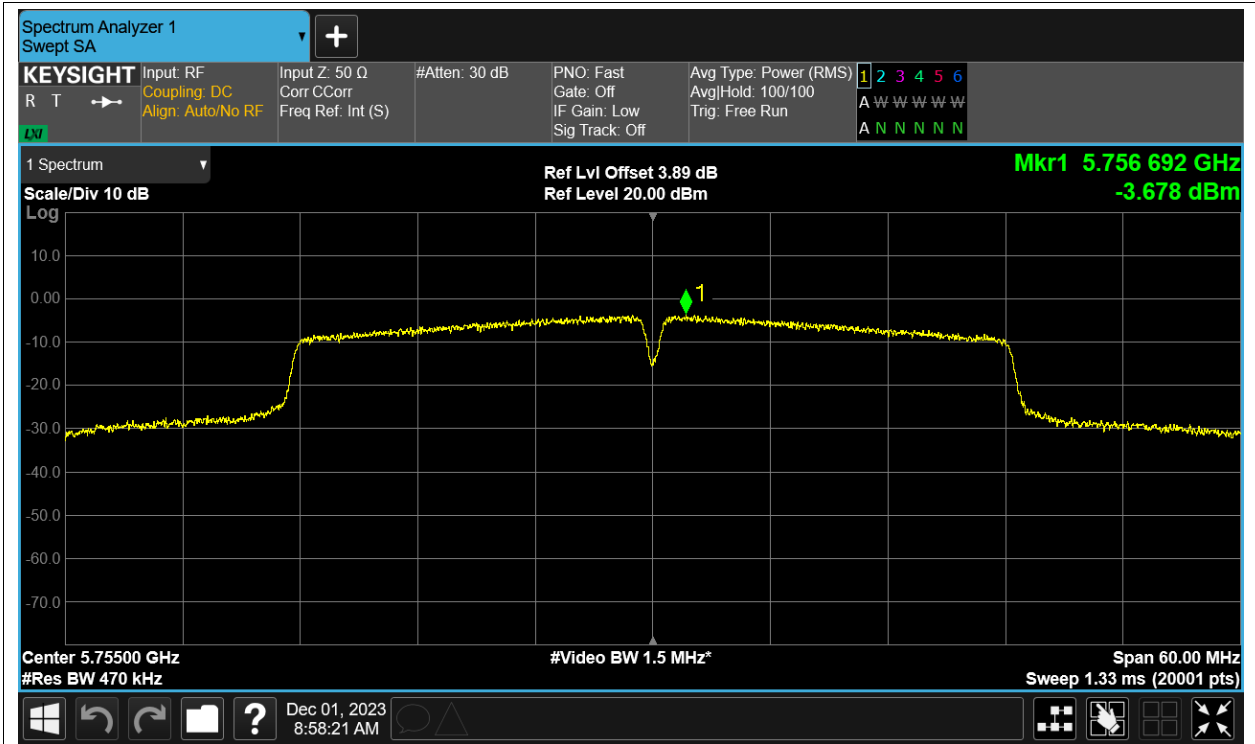 Spectrum Analyzer 1
Swept SA
KEYSIGHT
R T
LXI
Input: RF
Coupling: DC
Align: Auto/No RF
Input Z: 50 Ω
Corr CCorr
Freq Ref: Int (S)
#Atten: 30 dB
PNO: Fast
Gate: Off
IF Gain: Low
Sig Track: Off
Avg Type: Power (RMS)
Avg|Hold: 100/100
Trig: Free Run
1 2 3 4 5 6
A W W W W W
A N N N N N
1 Spectrum
Scale/Div 10 dB
Log
Ref Lvl Offset 3.89 dB
Ref Level 20.00 dBm
Mkr1 5.756 692 GHz
-3.678 dBm
10.0
0.00
-10.0
-20.0
-30.0
-40.0
-50.0
-60.0
-70.0
1
Center 5.75500 GHz
#Res BW 470 kHz
#Video BW 1.5 MHz*
Span 60.00 MHz
Sweep 1.33 ms (20001 pts)
?
Dec 01, 2023
8:58:21 AM